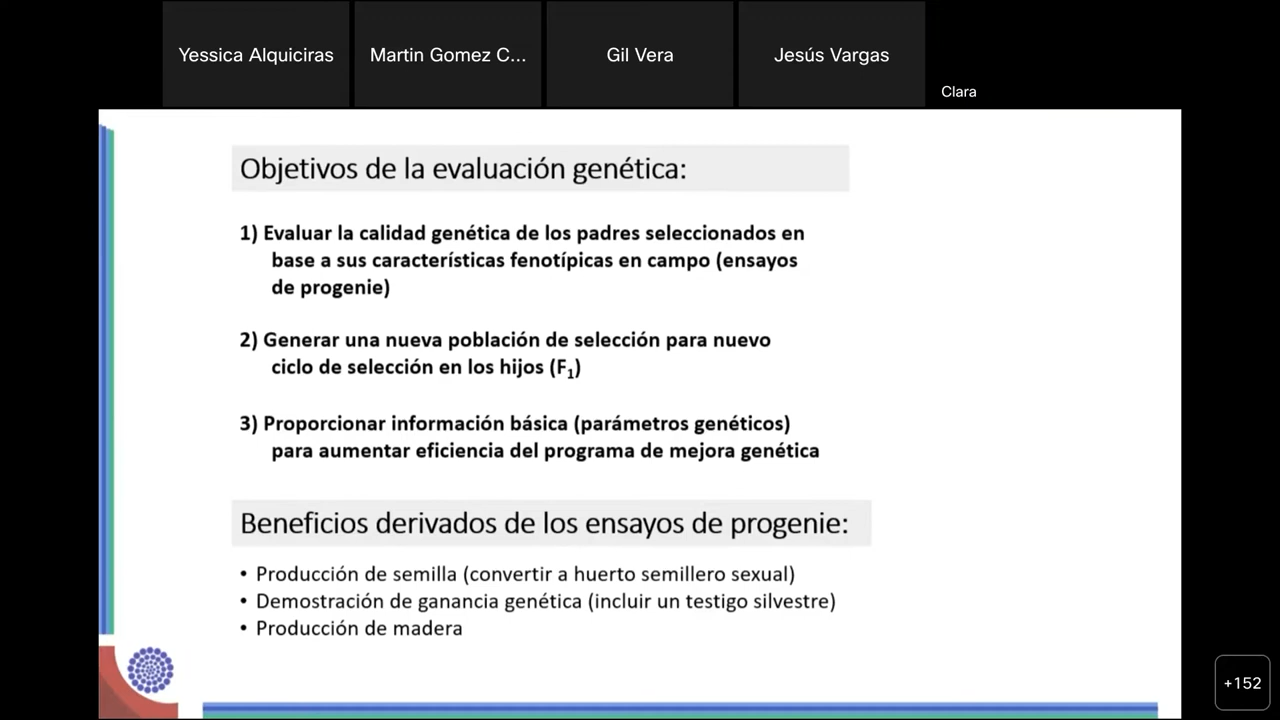 Yessica Alquiciras
Martin Gomez C...
Gil Vera
Jesús Vargas
Clara
Objetivos de la evaluación genética:
1) Evaluar la calidad genética de los padres seleccionados en
base a sus características fenotípicas en campo (ensayos
de progenie)
2) Generar una nueva población de selección para nuevo
ciclo de selección en los hijos (F₁)
3) Proporcionar información básica (parámetros genéticos)
para aumentar eficiencia del programa de mejora genética
Beneficios derivados de los ensayos de progenie:
• Producción de semilla (convertir a huerto semillero sexual)
• Demostración de ganancia genética (incluir un testigo silvestre)
• Producción de madera
+152